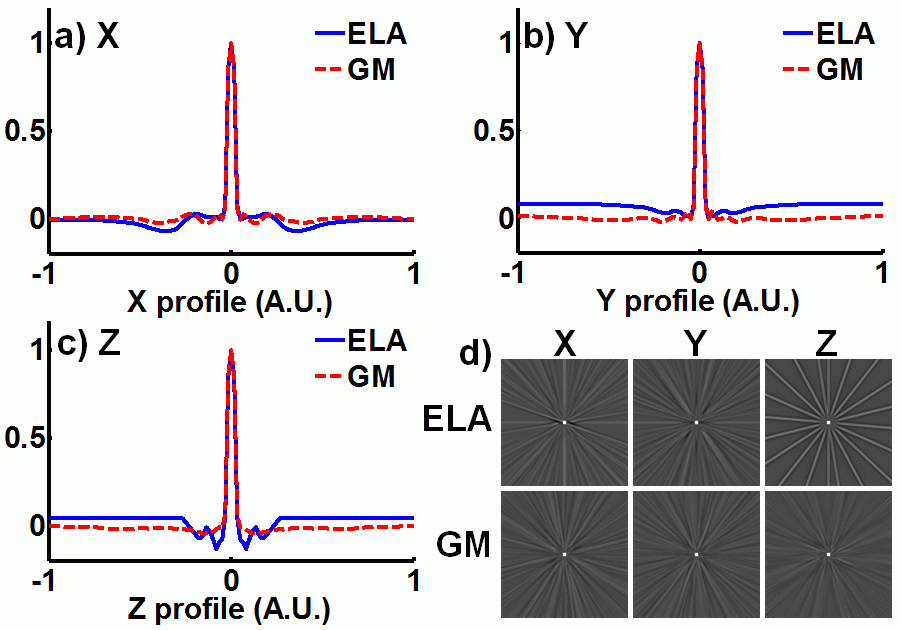 a) X
ELA
GM
1
0.5
0
-1 0 1
X profile (A.U.)
b) Y
ELA
GM
1
0.5
0
-1 0 1
Y profile (A.U.)
c) Z
ELA
GM
1
0.5
0
-1 0 1
Z profile (A.U.)
d) X Y Z
ELA
GM